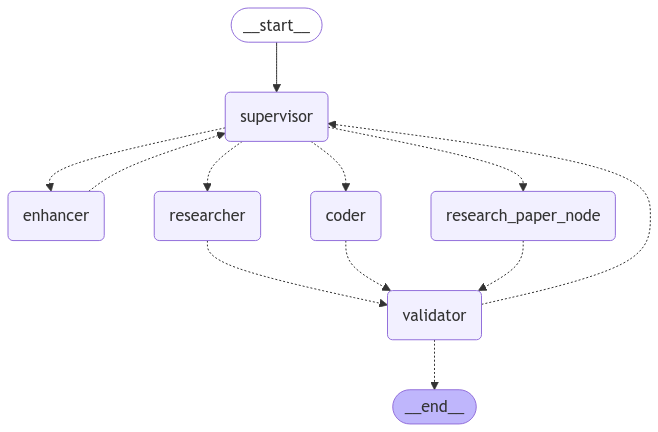 __start__
supervisor
enhancer
researcher
coder
research_paper_node
validator
__end__